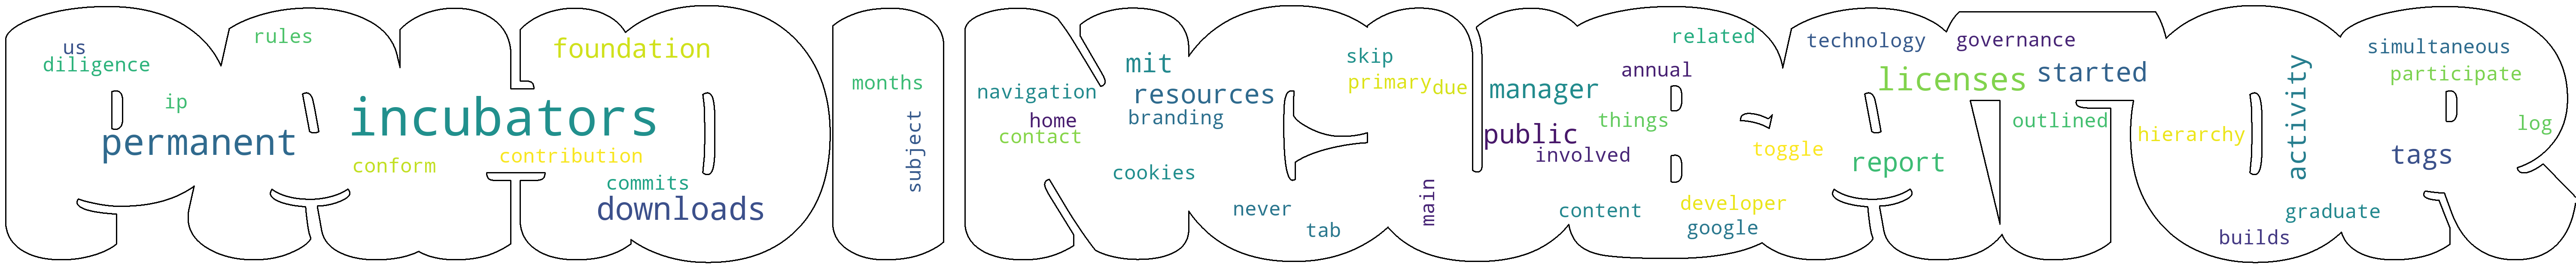 us
diligence
rules
ip
permanent
incubators
conform
foundation
contribution
commits
downloads
months
subject
navigation
home
contact
mit
resources
branding
cookies
never
tab
skip
primary
due
main
manager
public
involved
content
related
annual
things
developer
google
toggle
technology
governance
licenses
started
report
outlined
hierarchy
activity
graduate
builds
simultaneous
participate
tags
log